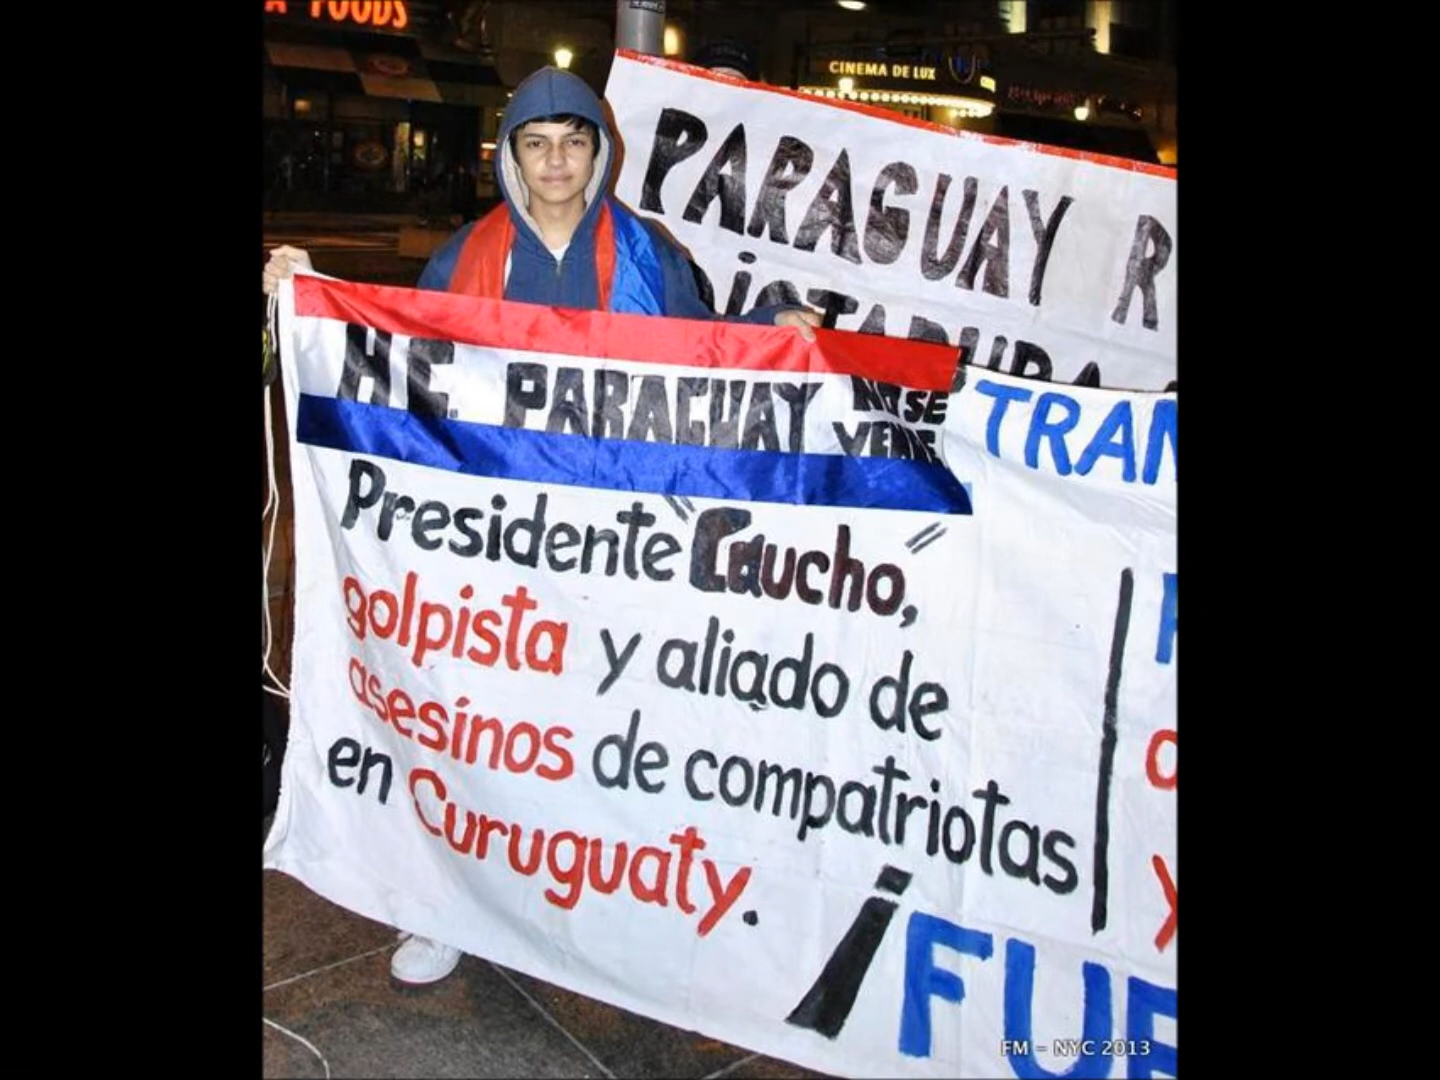 FOODS
CINEMA DE LUX
PARAGUAY R
DICTADURA
H.C. PARAGUAY NO SE
VENDE
TRAN
Presidente "Caucho",
golpista y aliado de
asesinos de compatriotas
en Curuguaty.
¡FUE
FM - NYC 2013